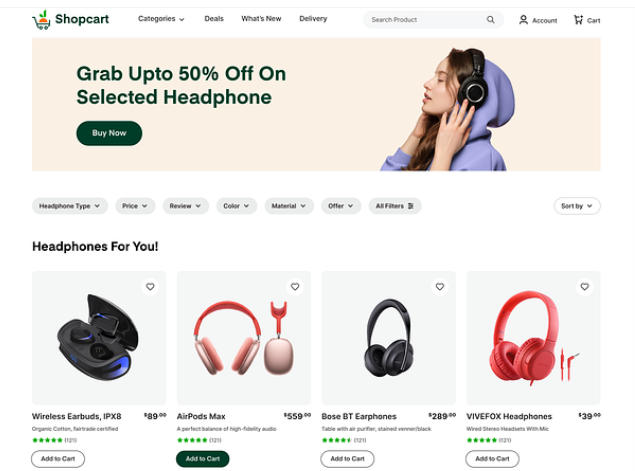 Shopcart
Categories Deals What's New Delivery
Search Product
Account Cart
Grab Upto 50% Off On
Selected Headphone
Buy Now
Headphone Type Price Review Color Material Offer All Filters Sort by
Headphones For You!
Wireless Earbuds, IPX8 $89.00
Organic Cotton, fairtrade certified
(121)
Add to Cart
AirPods Max $559.00
A perfect balance of high-fidelity audio
(121)
Add to Cart
Bose BT Earphones $289.00
Table with air purifier, stained venner/black
(121)
Add to Cart
VIVEFOX Headphones $39.00
Wired Stereo Headsets With Mic
(121)
Add to Cart